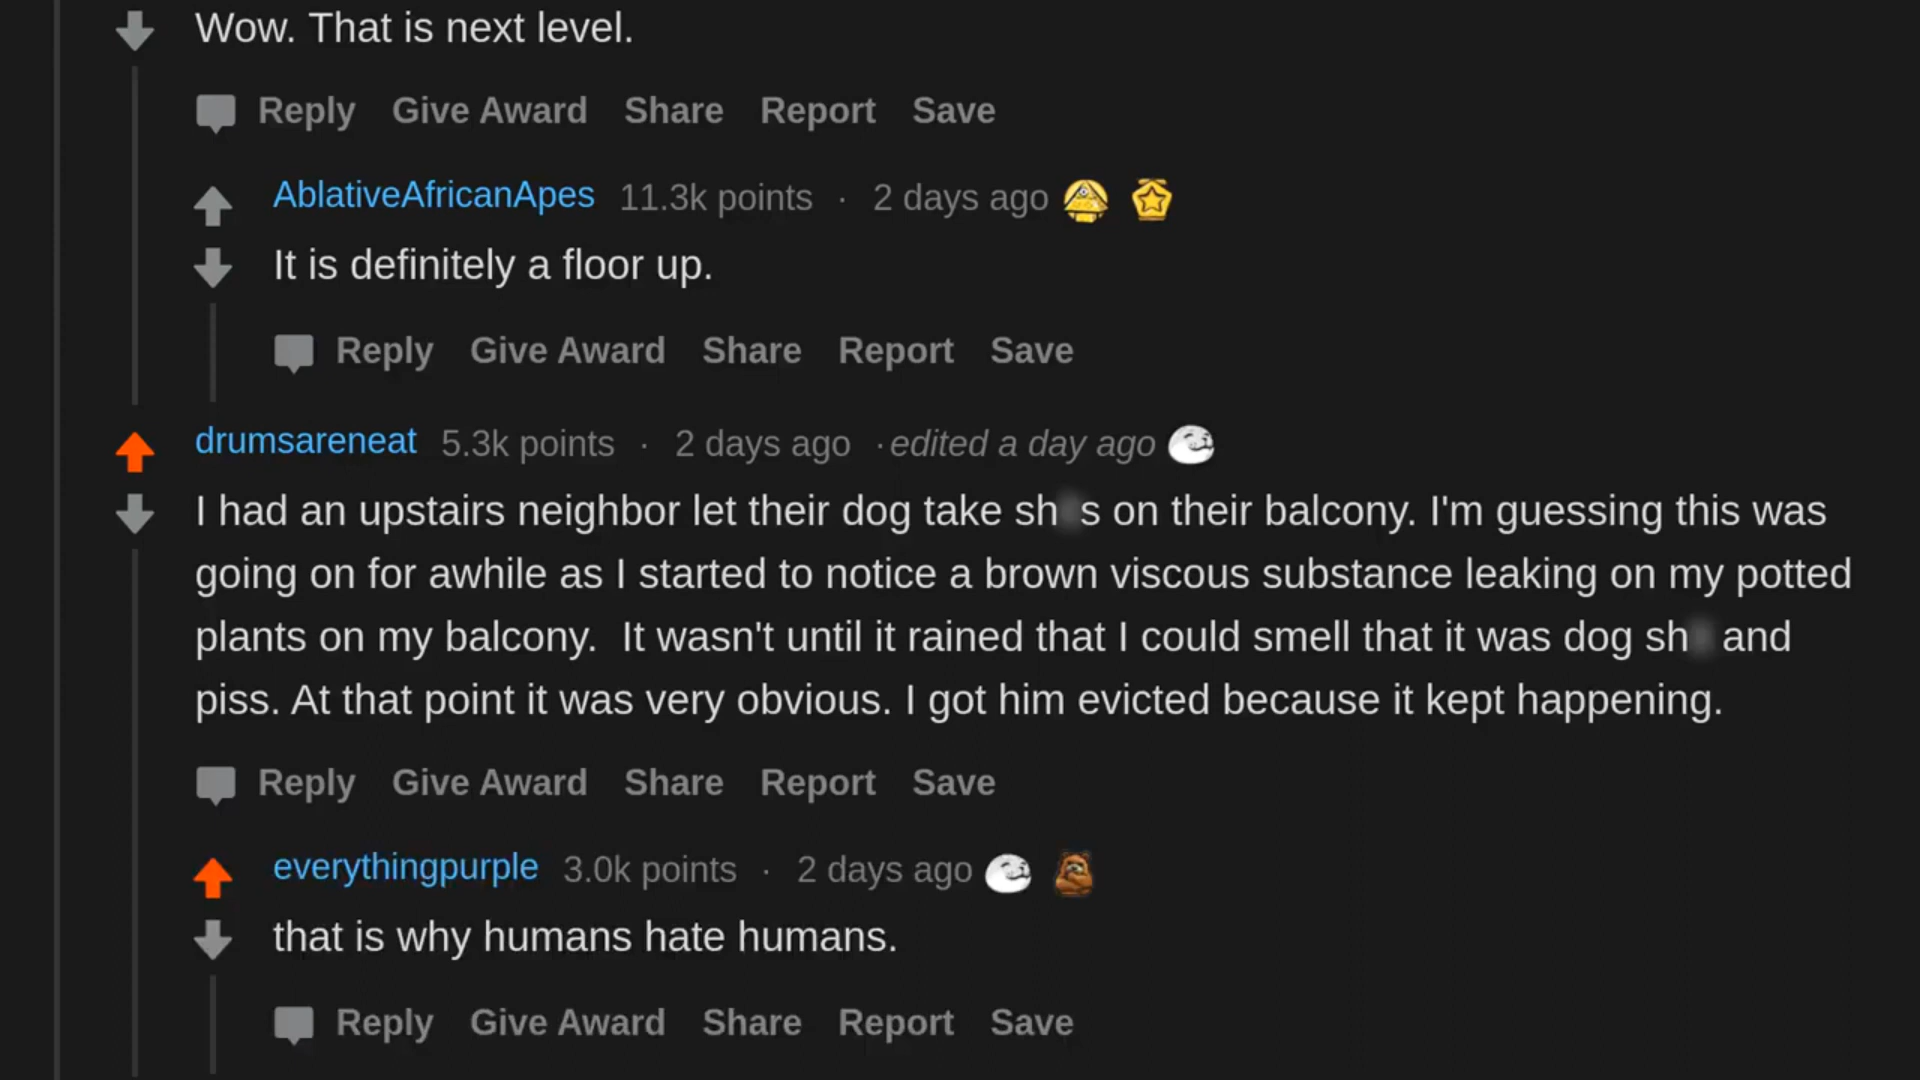 Wow. That is next level.
Reply Give Award Share Report Save
AblativeAfricanApes 11.3k points · 2 days ago
It is definitely a floor up.
Reply Give Award Share Report Save
drumsareneat 5.3k points · 2 days ago · edited a day ago
I had an upstairs neighbor let their dog take sh s on their balcony. I'm guessing this was
going on for awhile as I started to notice a brown viscous substance leaking on my potted
plants on my balcony.  It wasn't until it rained that I could smell that it was dog sh and
piss. At that point it was very obvious. I got him evicted because it kept happening.
Reply Give Award Share Report Save
everythingpurple 3.0k points · 2 days ago
that is why humans hate humans.
Reply Give Award Share Report Save